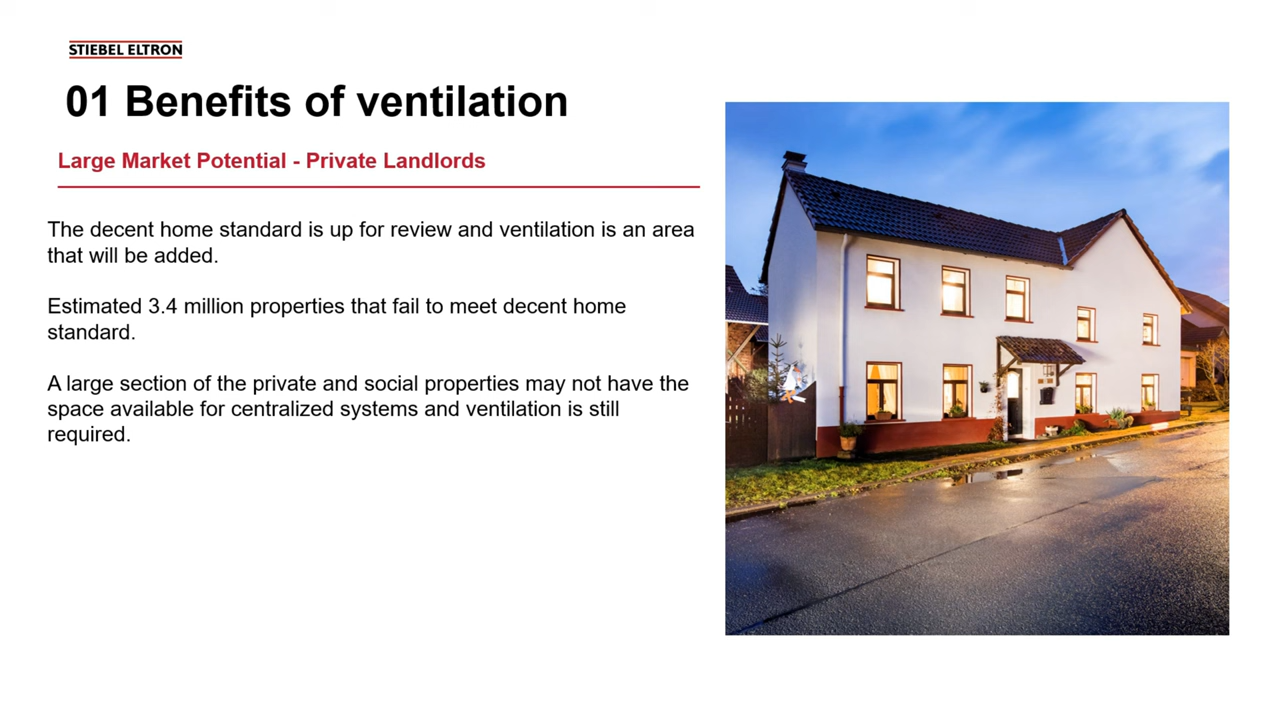 STIEBEL ELTRON
01 Benefits of ventilation
Large Market Potential - Private Landlords
The decent home standard is up for review and ventilation is an area
that will be added.
Estimated 3.4 million properties that fail to meet decent home
standard.
A large section of the private and social properties may not have the
space available for centralized systems and ventilation is still
required.